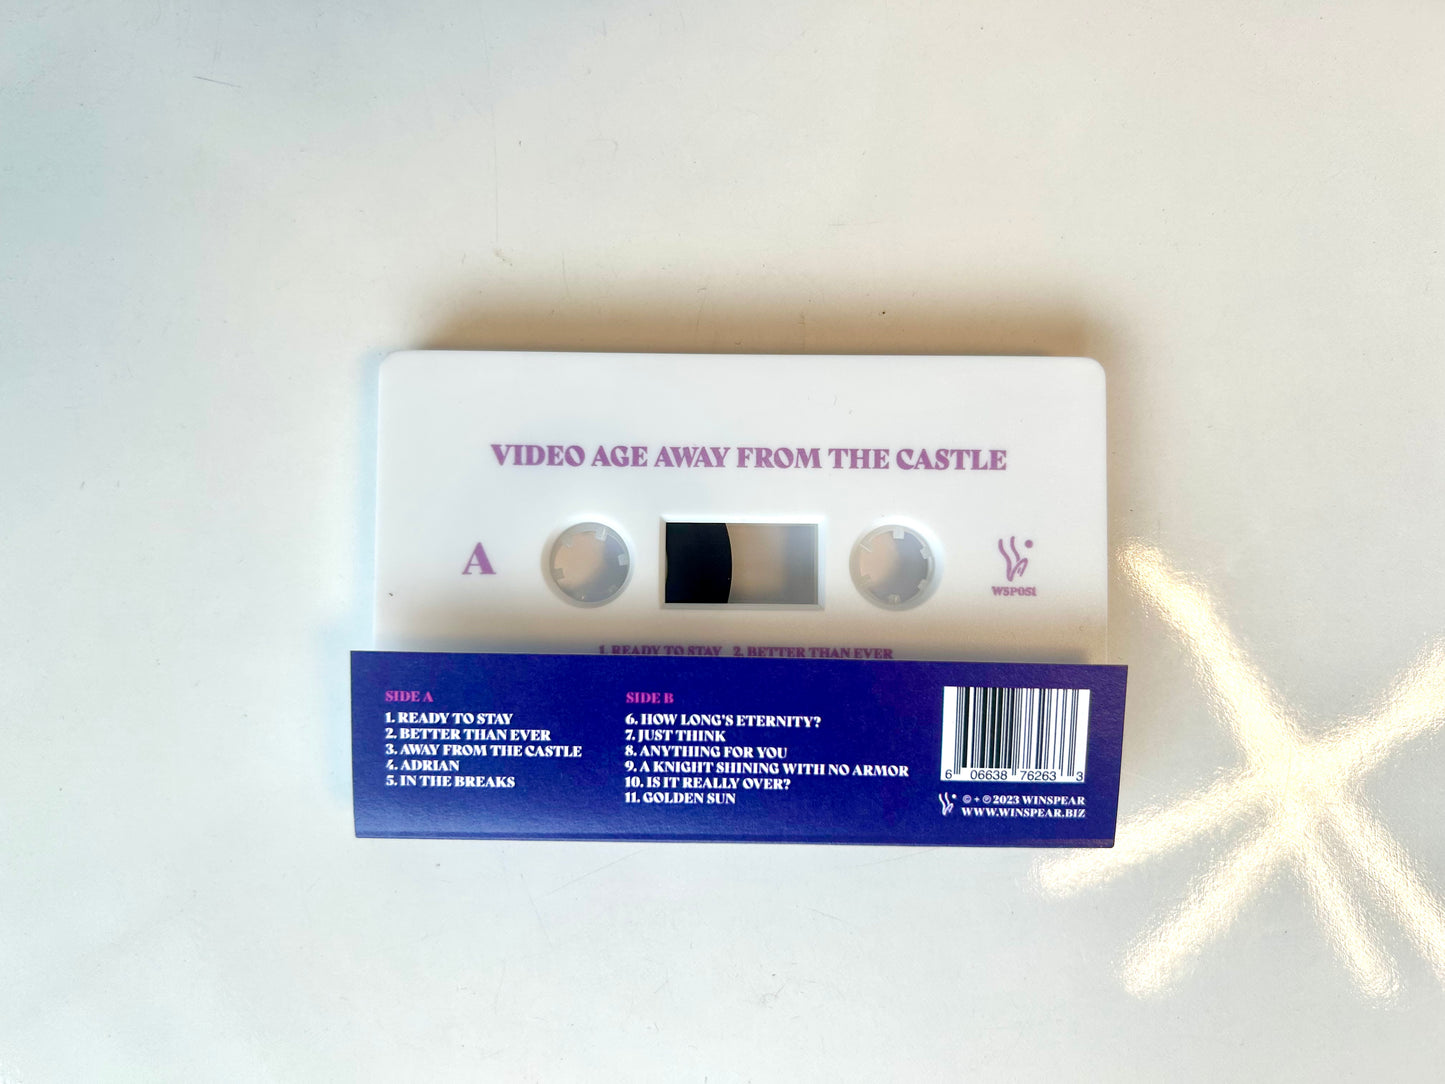 VIDEO AGE AWAY FROM THE CASTLE
A
WSP051
1. READY TO STAY 2. BETTER THAN EVER
SIDE A
1. READY TO STAY
2. BETTER THAN EVER
3. AWAY FROM THE CASTLE
4. ADRIAN
5. IN THE BREAKS
SIDE B
6. HOW LONG'S ETERNITY?
7. JUST THINK
8. ANYTHING FOR YOU
9. A KNIGHT SHINING WITH NO ARMOR
10. IS IT REALLY OVER?
11. GOLDEN SUN
6 06638 76263 3
© + ℗ 2023 WINSPEAR
WWW.WINSPEAR.BIZ